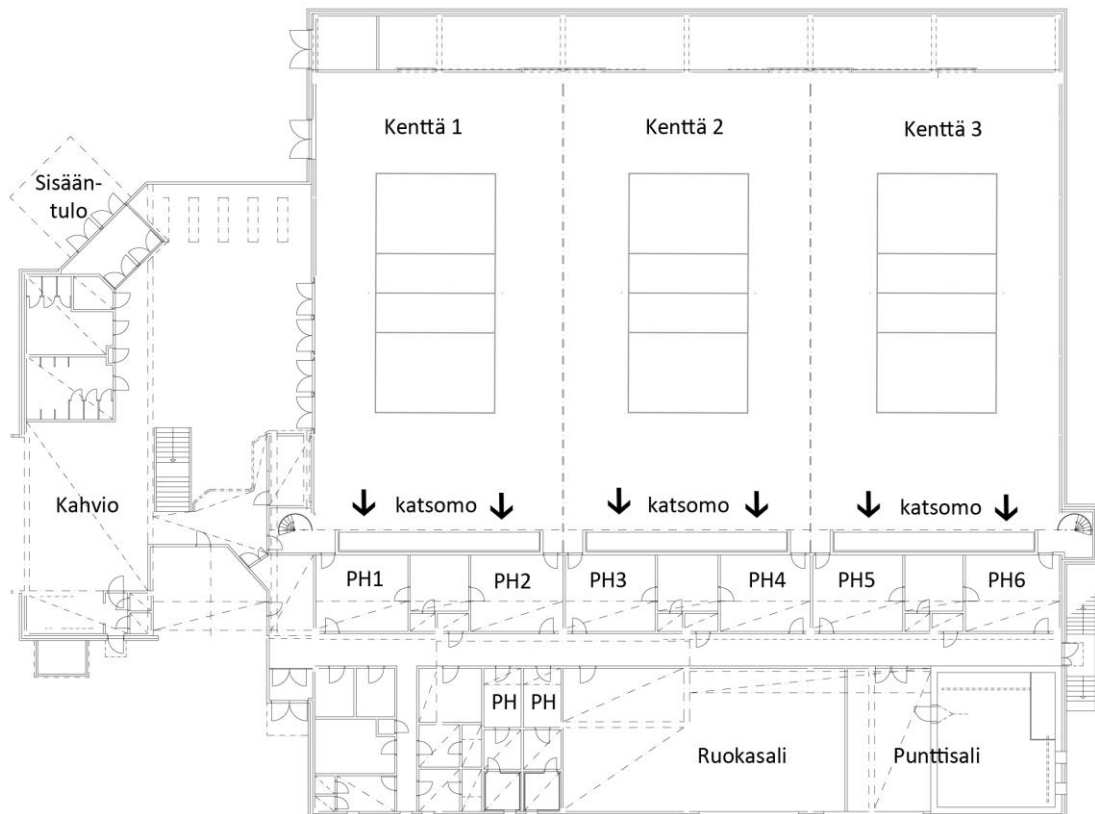 Kenttä 1
Kenttä 2
Kenttä 3
Sisään-
tulo
Kahvio
katsomo
katsomo
katsomo
PH1
PH2
PH3
PH4
PH5
PH6
PH
PH
Ruokasali
Punttisali